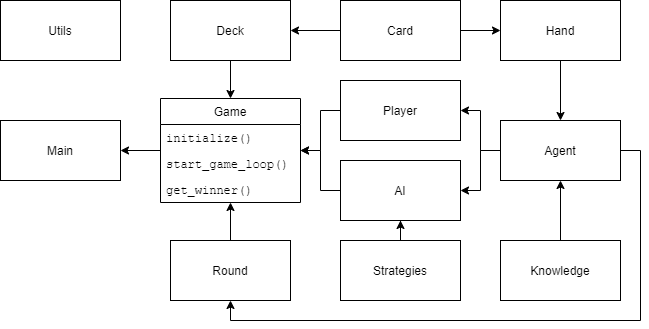 Utils
Deck
Card
Hand
Game
initialize()
start_game_loop()
get_winner()
Main
Player
AI
Agent
Round
Strategies
Knowledge